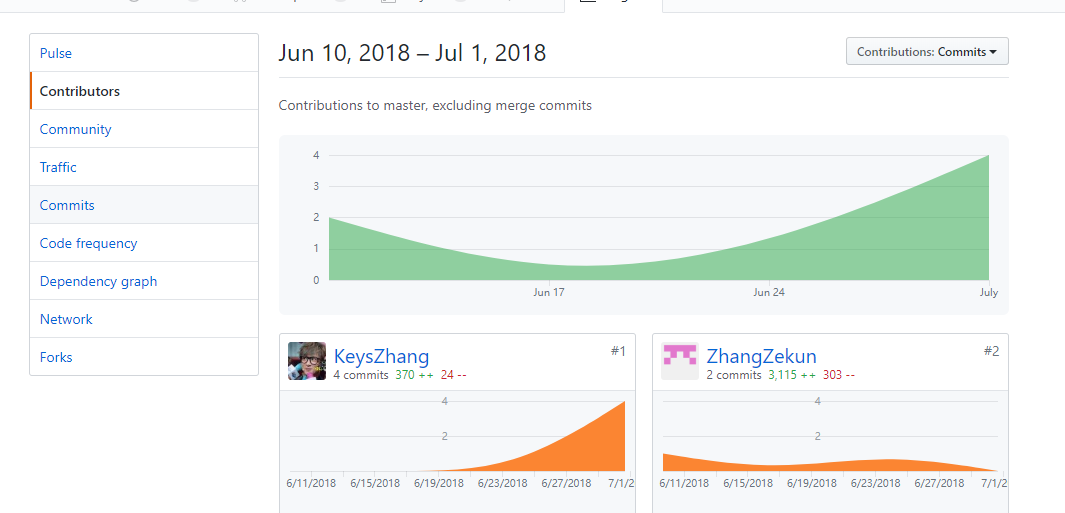 Pulse
Contributors
Community
Traffic
Commits
Code frequency
Dependency graph
Network
Forks
Jun 10, 2018 – Jul 1, 2018
Contributions: Commits
Contributions to master, excluding merge commits
4
3
2
1
0
Jun 17
Jun 24
July
KeysZhang
#1
4 commits 370 ++ 24 --
4
2
6/11/2018 6/15/2018 6/19/2018 6/23/2018 6/27/2018 7/1/2
ZhangZekun
#2
2 commits 3,115 ++ 303 --
4
2
6/11/2018 6/15/2018 6/19/2018 6/23/2018 6/27/2018 7/1/2